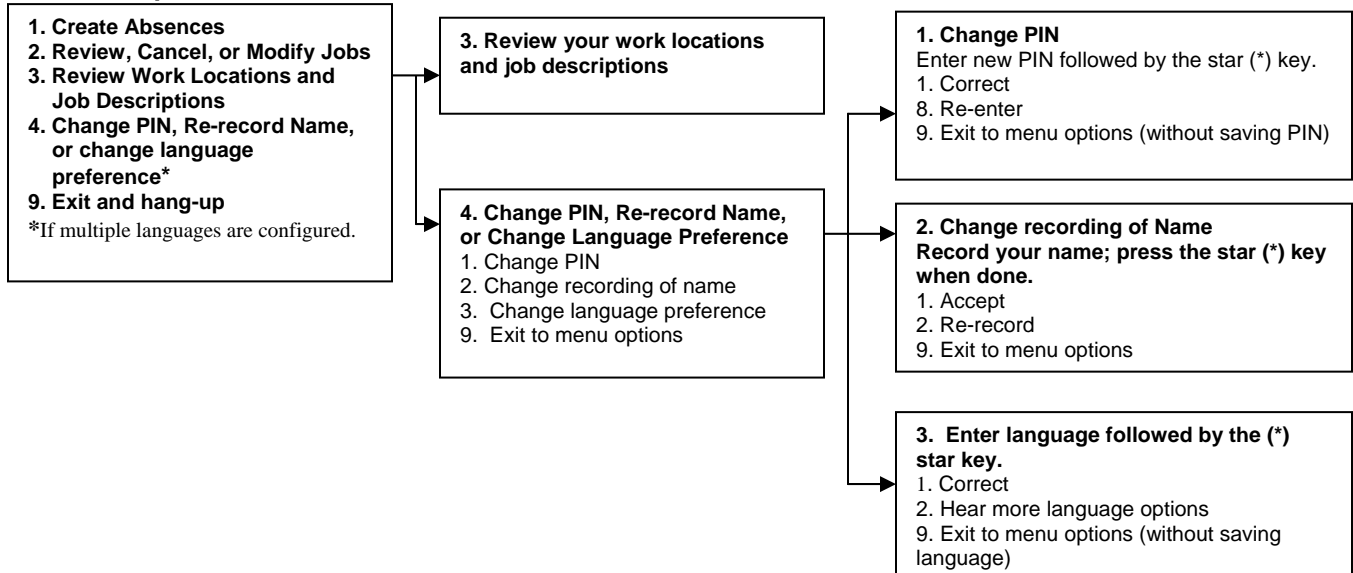 1. Create Absences
2. Review, Cancel, or Modify Jobs
3. Review Work Locations and
Job Descriptions
4. Change PIN, Re-record Name,
or change language
preference*
9. Exit and hang-up
*If multiple languages are configured.
3. Review your work locations
and job descriptions
4. Change PIN, Re-record Name,
or Change Language Preference
1. Change PIN
2. Change recording of name
3. Change language preference
9. Exit to menu options
1. Change PIN
Enter new PIN followed by the star (*) key.
1. Correct
8. Re-enter
9. Exit to menu options (without saving PIN)
2. Change recording of Name
Record your name; press the star (*) key
when done.
1. Accept
2. Re-record
9. Exit to menu options
3. Enter language followed by the (*)
star key.
1. Correct
2. Hear more language options
9. Exit to menu options (without saving
language)